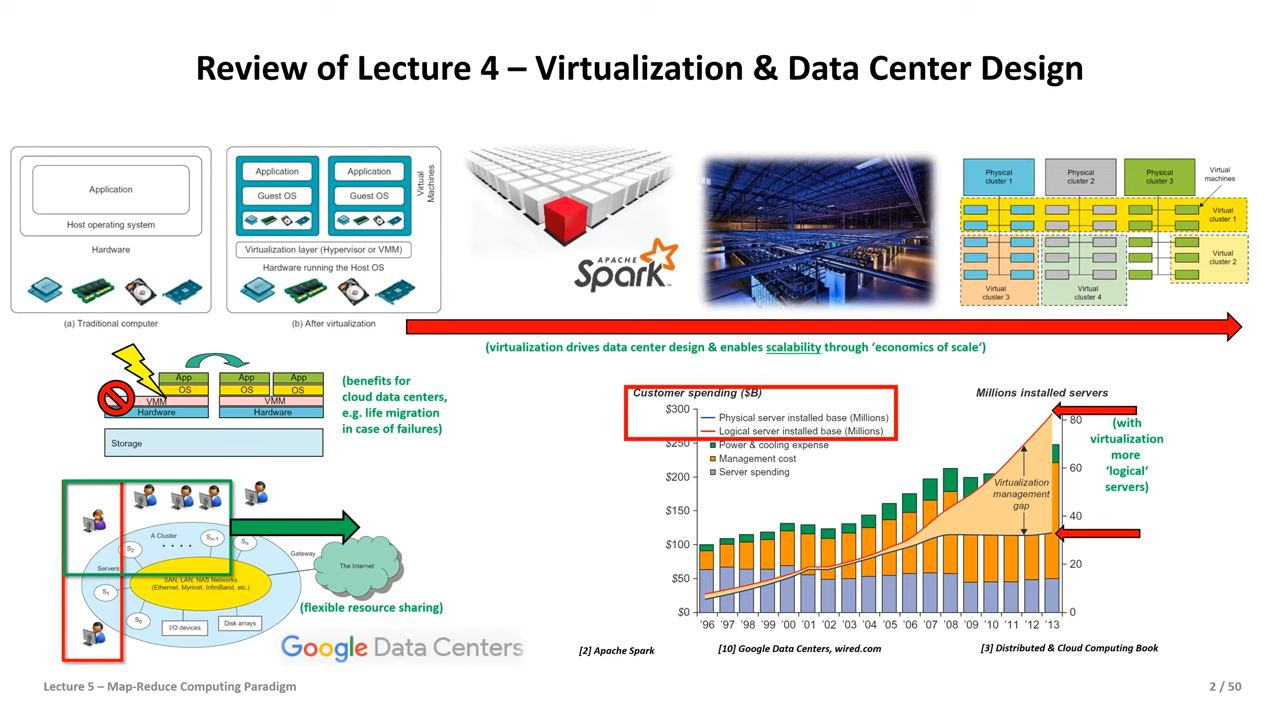 Review of Lecture 4 – Virtualization & Data Center Design
Application
Host operating system
Hardware
(a) Traditional computer
Application
Application
Guest OS
Guest OS
Virtual
Machines
Virtualization layer (Hypervisor or VMM)
Hardware running the Host OS
(b) After virtualization
APACHE
Spark
Physical
cluster 1
Physical
cluster 2
Physical
cluster 3
Virtual
machines
Virtual
cluster 1
Virtual
cluster 2
Virtual
cluster 3
Virtual
cluster 4
(virtualization drives data center design & enables scalability through ‘economics of scale‘)
App
OS
VMM
Hardware
App
App
OS
OS
VMM
Hardware
Storage
(benefits for
cloud data centers,
e.g. life migration
in case of failures)
A Cluster
S2
Sn–1
Sn
Servers
S1
S0
SAN, LAN, NAS Networks
(Ethernet, Myrinet, InfiniBand, etc.)
I/O devices
Disk arrays
Gateway
The Internet
(flexible resource sharing)
Google Data Centers
Customer spending ($B)
Millions installed servers
$300
$250
$200
$150
$100
$50
$0
Physical server installed base (Millions)
Logical server installed base (Millions)
Power & cooling expense
Management cost
Server spending
Virtualization
management
gap
80
60
40
20
0
'96 '97 '98 '99 '00 '01 '02 '03 '04 '05 '06 '07 '08 '09 '10 '11 '12 '13
(with
virtualization
more
‘logical‘
servers)
[2] Apache Spark
[10] Google Data Centers, wired.com
[3] Distributed & Cloud Computing Book
Lecture 5 – Map-Reduce Computing Paradigm
2 / 50